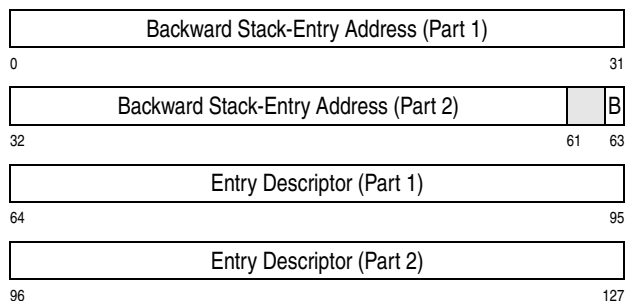 Backward Stack-Entry Address (Part 1)
0 31
Backward Stack-Entry Address (Part 2) B
32 61 63
Entry Descriptor (Part 1)
64 95
Entry Descriptor (Part 2)
96 127